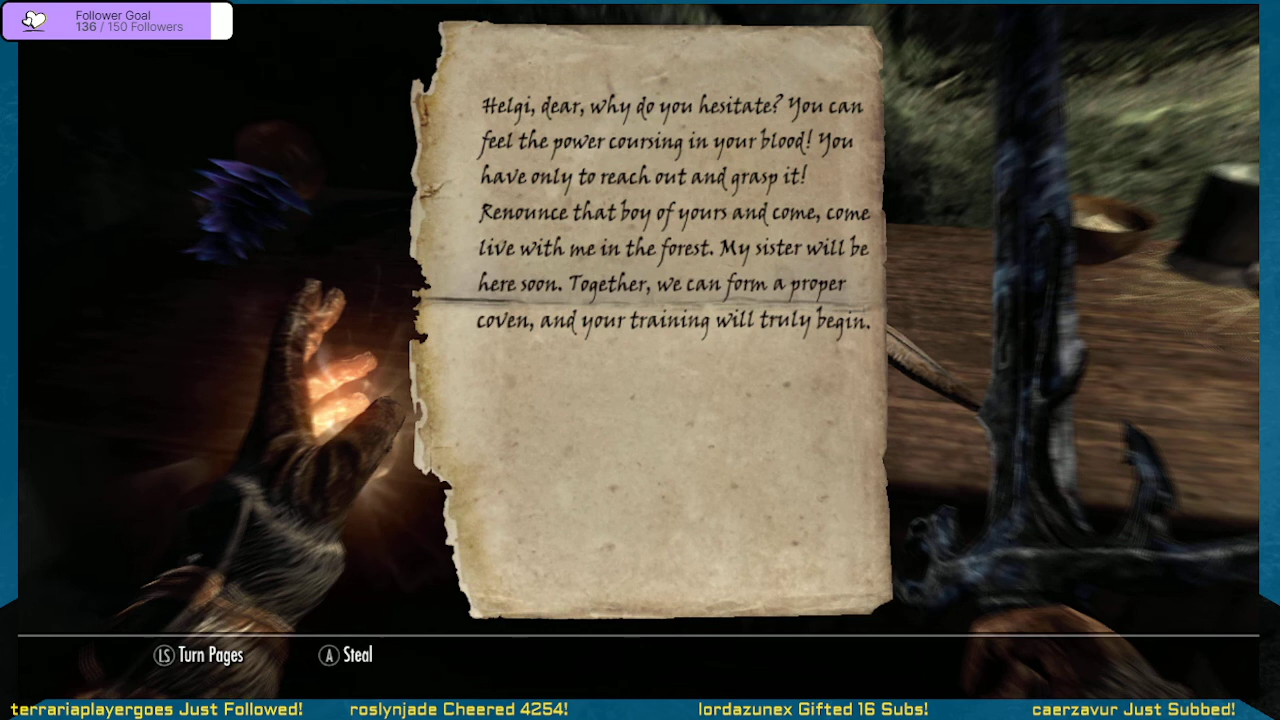 Follower Goal
136 / 150 Followers
Helgi, dear, why do you hesitate? You can
feel the power coursing in your blood! You
have only to reach out and grasp it!
Renounce that boy of yours and come, come
live with me in the forest. My sister will be
here soon. Together, we can form a proper
coven, and your training will truly begin.
LS Turn Pages
A Steal
terrariaplayergoes Just Followed! roslynjade Cheered 4254! lordazunex Gifted 16 Subs! caerzavur Just Subbed!